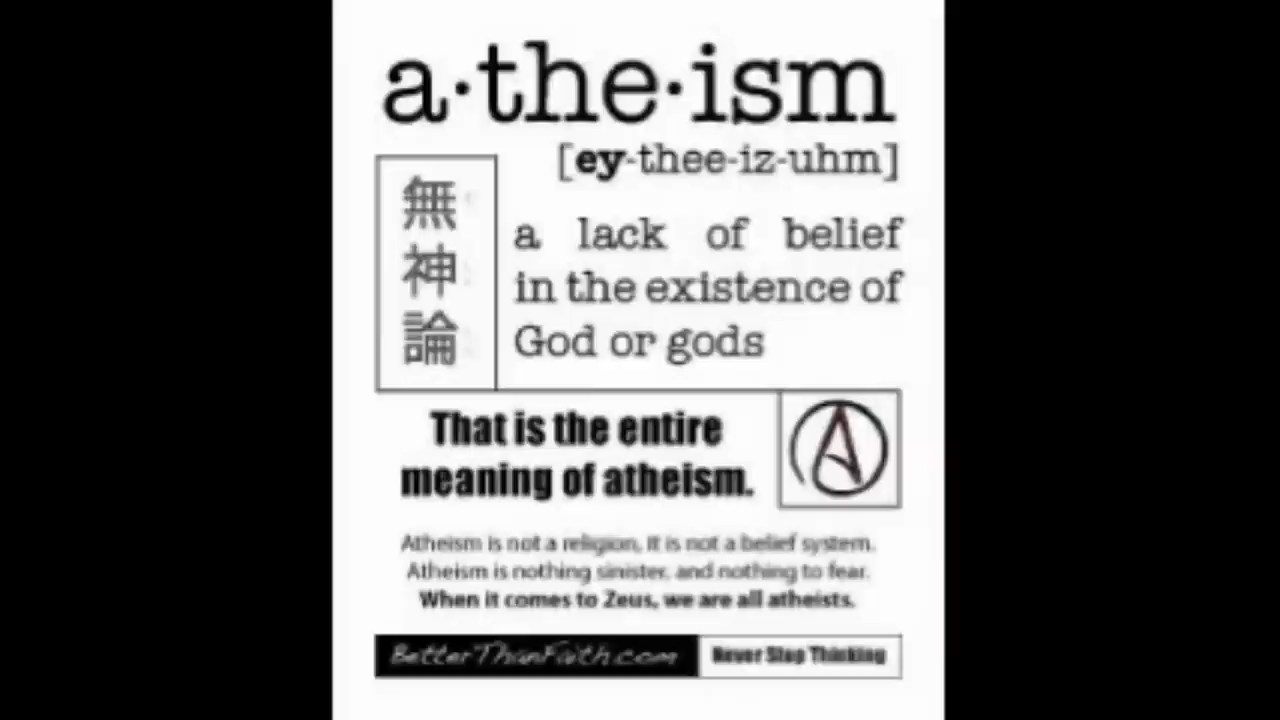 a·the·ism
[ey-thee-iz-uhm]
無神論
a lack of belief
in the existence of
God or gods
That is the entire
meaning of atheism.
Atheism is not a religion, it is not a belief system.
Atheism is nothing sinister, and nothing to fear.
When it comes to Zeus, we are all atheists.
BetterThanFaith.com
Never Stop Thinking